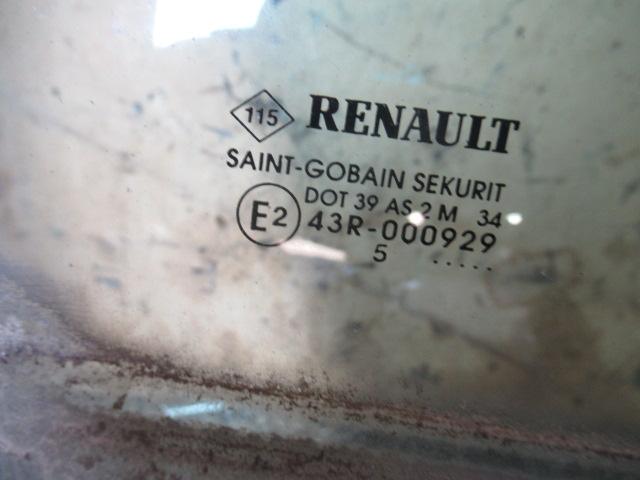 115 RENAULT
SAINT-GOBAIN SEKURIT
DOT 39 AS 2 M 34
E2 43R-000929
5 .....